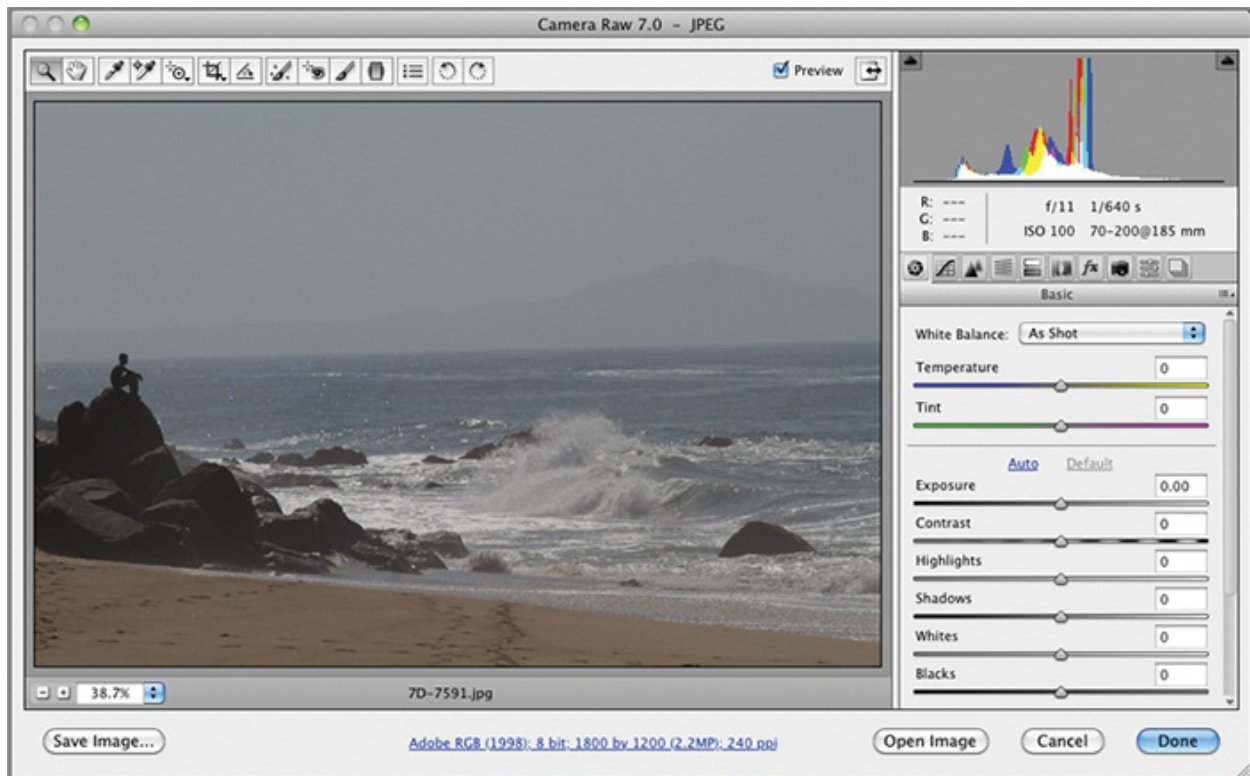 Camera Raw 7.0 – JPEG
Preview
R: ---
G: ---
B: ---
f/11 1/640 s
ISO 100 70-200@185 mm
fx
Basic
White Balance: As Shot
Temperature 0
Tint 0
Auto Default
Exposure 0.00
Contrast 0
Highlights 0
Shadows 0
Whites 0
Blacks 0
38.7% 7D-7591.jpg
Save Image... Adobe RGB (1998); 8 bit; 1800 by 1200 (2.2MP); 240 ppi Open Image Cancel Done